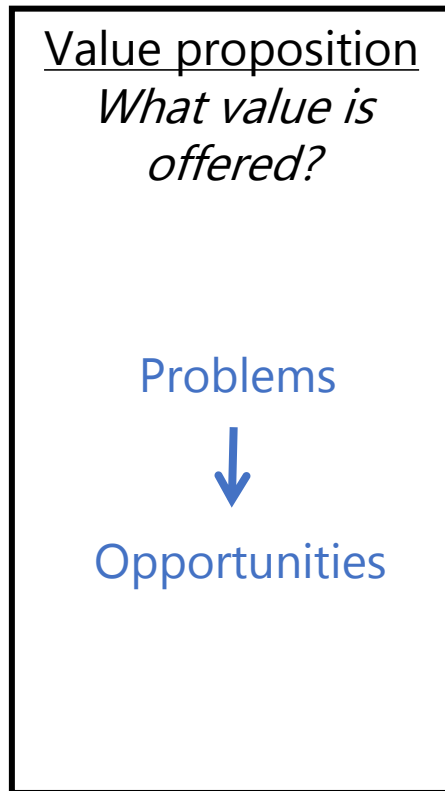 Value proposition
What value is
offered?
Problems
Opportunities